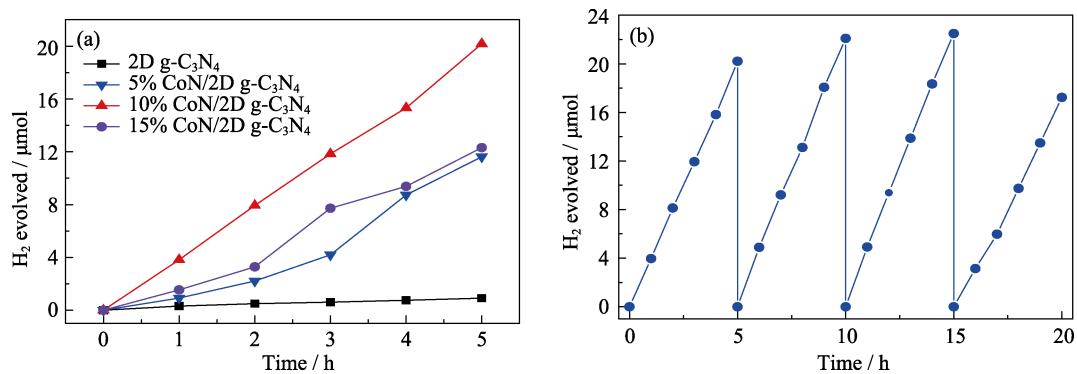 (a)
2D g-C₃N₄
5% CoN/2D g-C₃N₄
10% CoN/2D g-C₃N₄
15% CoN/2D g-C₃N₄
H₂ evolved / μmol
20
16
12
8
4
0
0 1 2 3 4 5
Time / h
(b)
H₂ evolved / μmol
24
22
16
12
8
4
0
0 5 10 15 20
Time / h